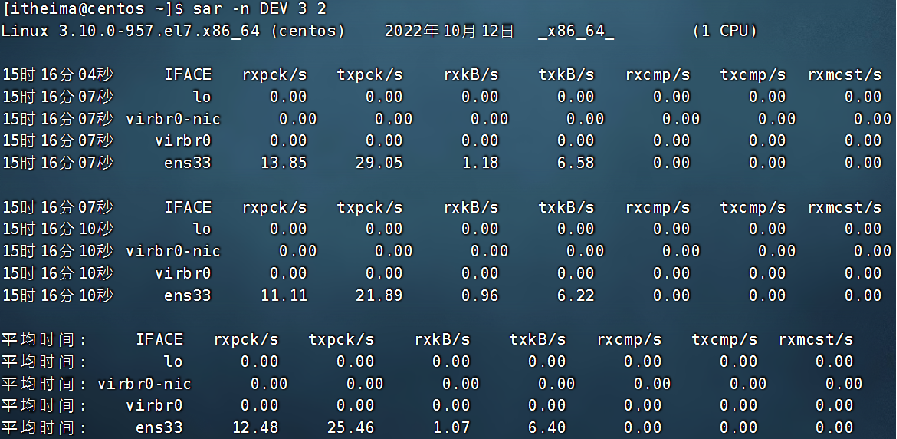 [itheima@centos ~]$ sar -n DEV 3 2
Linux 3.10.0-957.el7.x86_64 (centos) 2022年10月12日 _x86_64_ (1 CPU)
15时16分04秒 IFACE rxpck/s txpck/s rxkB/s txkB/s rxcmp/s txcmp/s rxmcst/s
15时16分07秒 lo 0.00 0.00 0.00 0.00 0.00 0.00 0.00
15时16分07秒 virbr0-nic 0.00 0.00 0.00 0.00 0.00 0.00 0.00
15时16分07秒 virbr0 0.00 0.00 0.00 0.00 0.00 0.00 0.00
15时16分07秒 ens33 13.85 29.05 1.18 6.58 0.00 0.00 0.00
15时16分07秒 IFACE rxpck/s txpck/s rxkB/s txkB/s rxcmp/s txcmp/s rxmcst/s
15时16分10秒 lo 0.00 0.00 0.00 0.00 0.00 0.00 0.00
15时16分10秒 virbr0-nic 0.00 0.00 0.00 0.00 0.00 0.00 0.00
15时16分10秒 virbr0 0.00 0.00 0.00 0.00 0.00 0.00 0.00
15时16分10秒 ens33 11.11 21.89 0.96 6.22 0.00 0.00 0.00
平均时间: IFACE rxpck/s txpck/s rxkB/s txkB/s rxcmp/s txcmp/s rxmcst/s
平均时间: lo 0.00 0.00 0.00 0.00 0.00 0.00 0.00
平均时间: virbr0-nic 0.00 0.00 0.00 0.00 0.00 0.00 0.00
平均时间: virbr0 0.00 0.00 0.00 0.00 0.00 0.00 0.00
平均时间: ens33 12.48 25.46 1.07 6.40 0.00 0.00 0.00